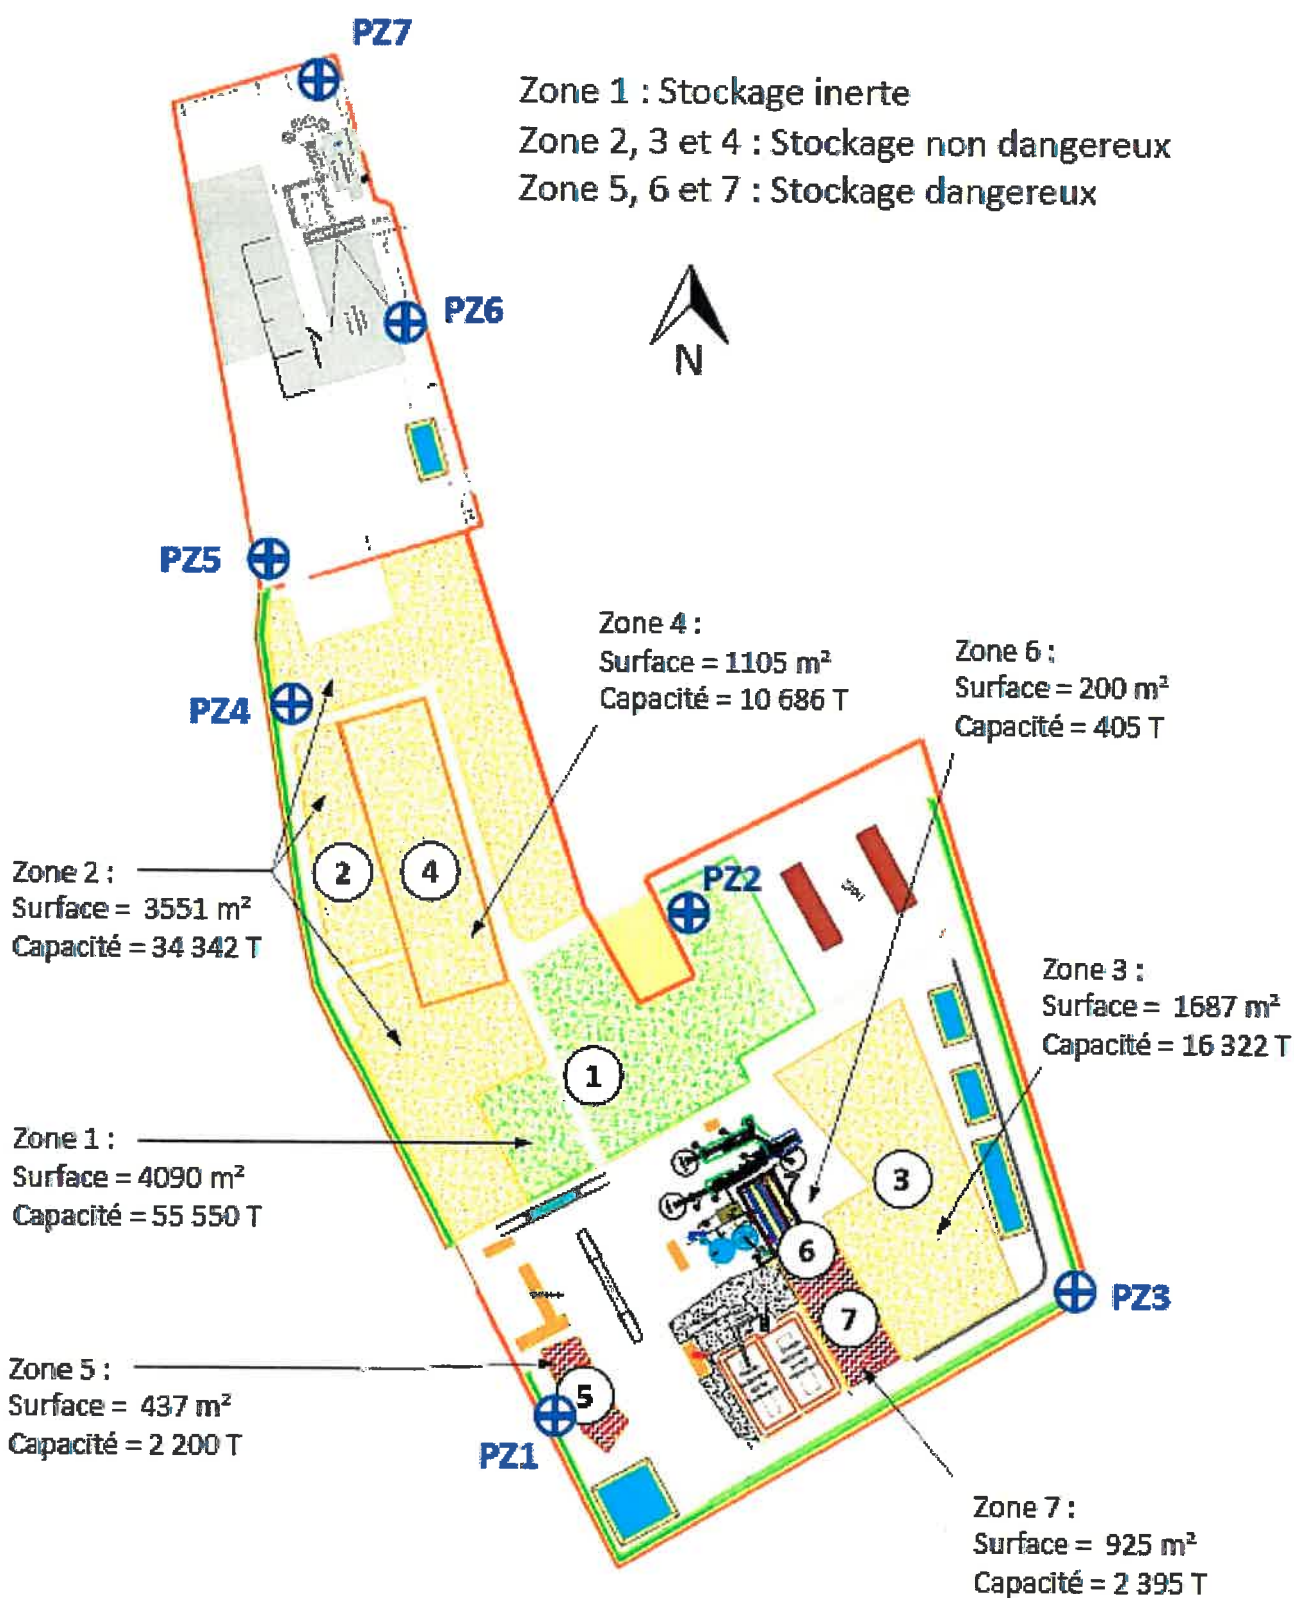 PZ7
Zone 1 : Stockage inerte
Zone 2, 3 et 4 : Stockage non dangereux
Zone 5, 6 et 7 : Stockage dangereux
PZ6
N
PZ5
Zone 4 :
Surface = 1105 m²
Capacité = 10 686 T
Zone 6 :
Surface = 200 m²
Capacité = 405 T
PZ4
Zone 2 :
Surface = 3551 m²
Capacité = 34 342 T
2
4
PZ2
Zone 3 :
Surface = 1687 m²
Capacité = 16 322 T
1
Zone 1 :
Surface = 4090 m²
Capacité = 55 550 T
3
6
7
PZ3
Zone 5 :
Surface = 437 m²
Capacité = 2 200 T
5
PZ1
Zone 7 :
Surface = 925 m²
Capacité = 2 395 T